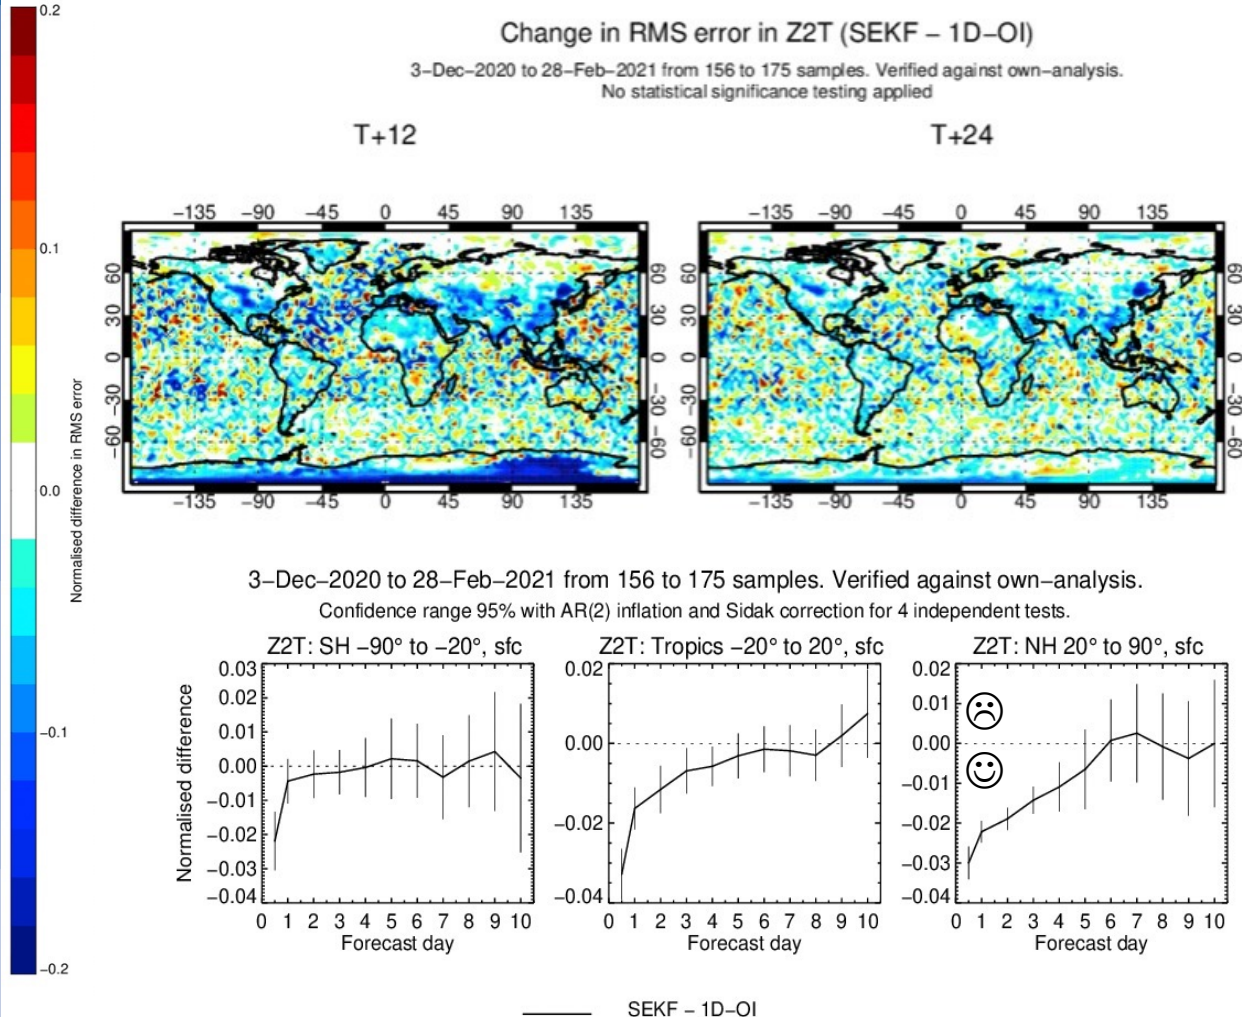 Change in RMS error in Z2T (SEKF − 1D−OI)
3−Dec−2020 to 28−Feb−2021 from 156 to 175 samples. Verified against own−analysis.
No statistical significance testing applied
T+12
T+24
0.2
0.1
0.0
−0.1
−0.2
Normalised difference in RMS error
−135 −90 −45 0 45 90 135
60 30 0 −30 −60
60 30 0 −30 −60
−135 −90 −45 0 45 90 135
−135 −90 −45 0 45 90 135
60 30 0 −30 −60
60 30 0 −30 −60
−135 −90 −45 0 45 90 135
3−Dec−2020 to 28−Feb−2021 from 156 to 175 samples. Verified against own−analysis.
Confidence range 95% with AR(2) inflation and Sidak correction for 4 independent tests.
Z2T: SH −90° to −20°, sfc
Normalised difference
0.03
0.02
0.01
0.00
−0.01
−0.02
−0.03
−0.04
0 1 2 3 4 5 6 7 8 9 10
Forecast day
Z2T: Tropics −20° to 20°, sfc
0.02
0.00
−0.02
−0.04
0 1 2 3 4 5 6 7 8 9 10
Forecast day
Z2T: NH 20° to 90°, sfc
0.02
0.01
0.00
−0.01
−0.02
−0.03
−0.04
0 1 2 3 4 5 6 7 8 9 10
Forecast day
SEKF − 1D−OI